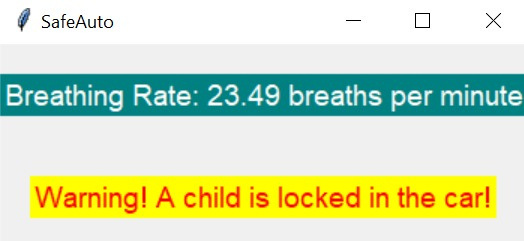 SafeAuto
Breathing Rate: 23.49 breaths per minute
Warning! A child is locked in the car!